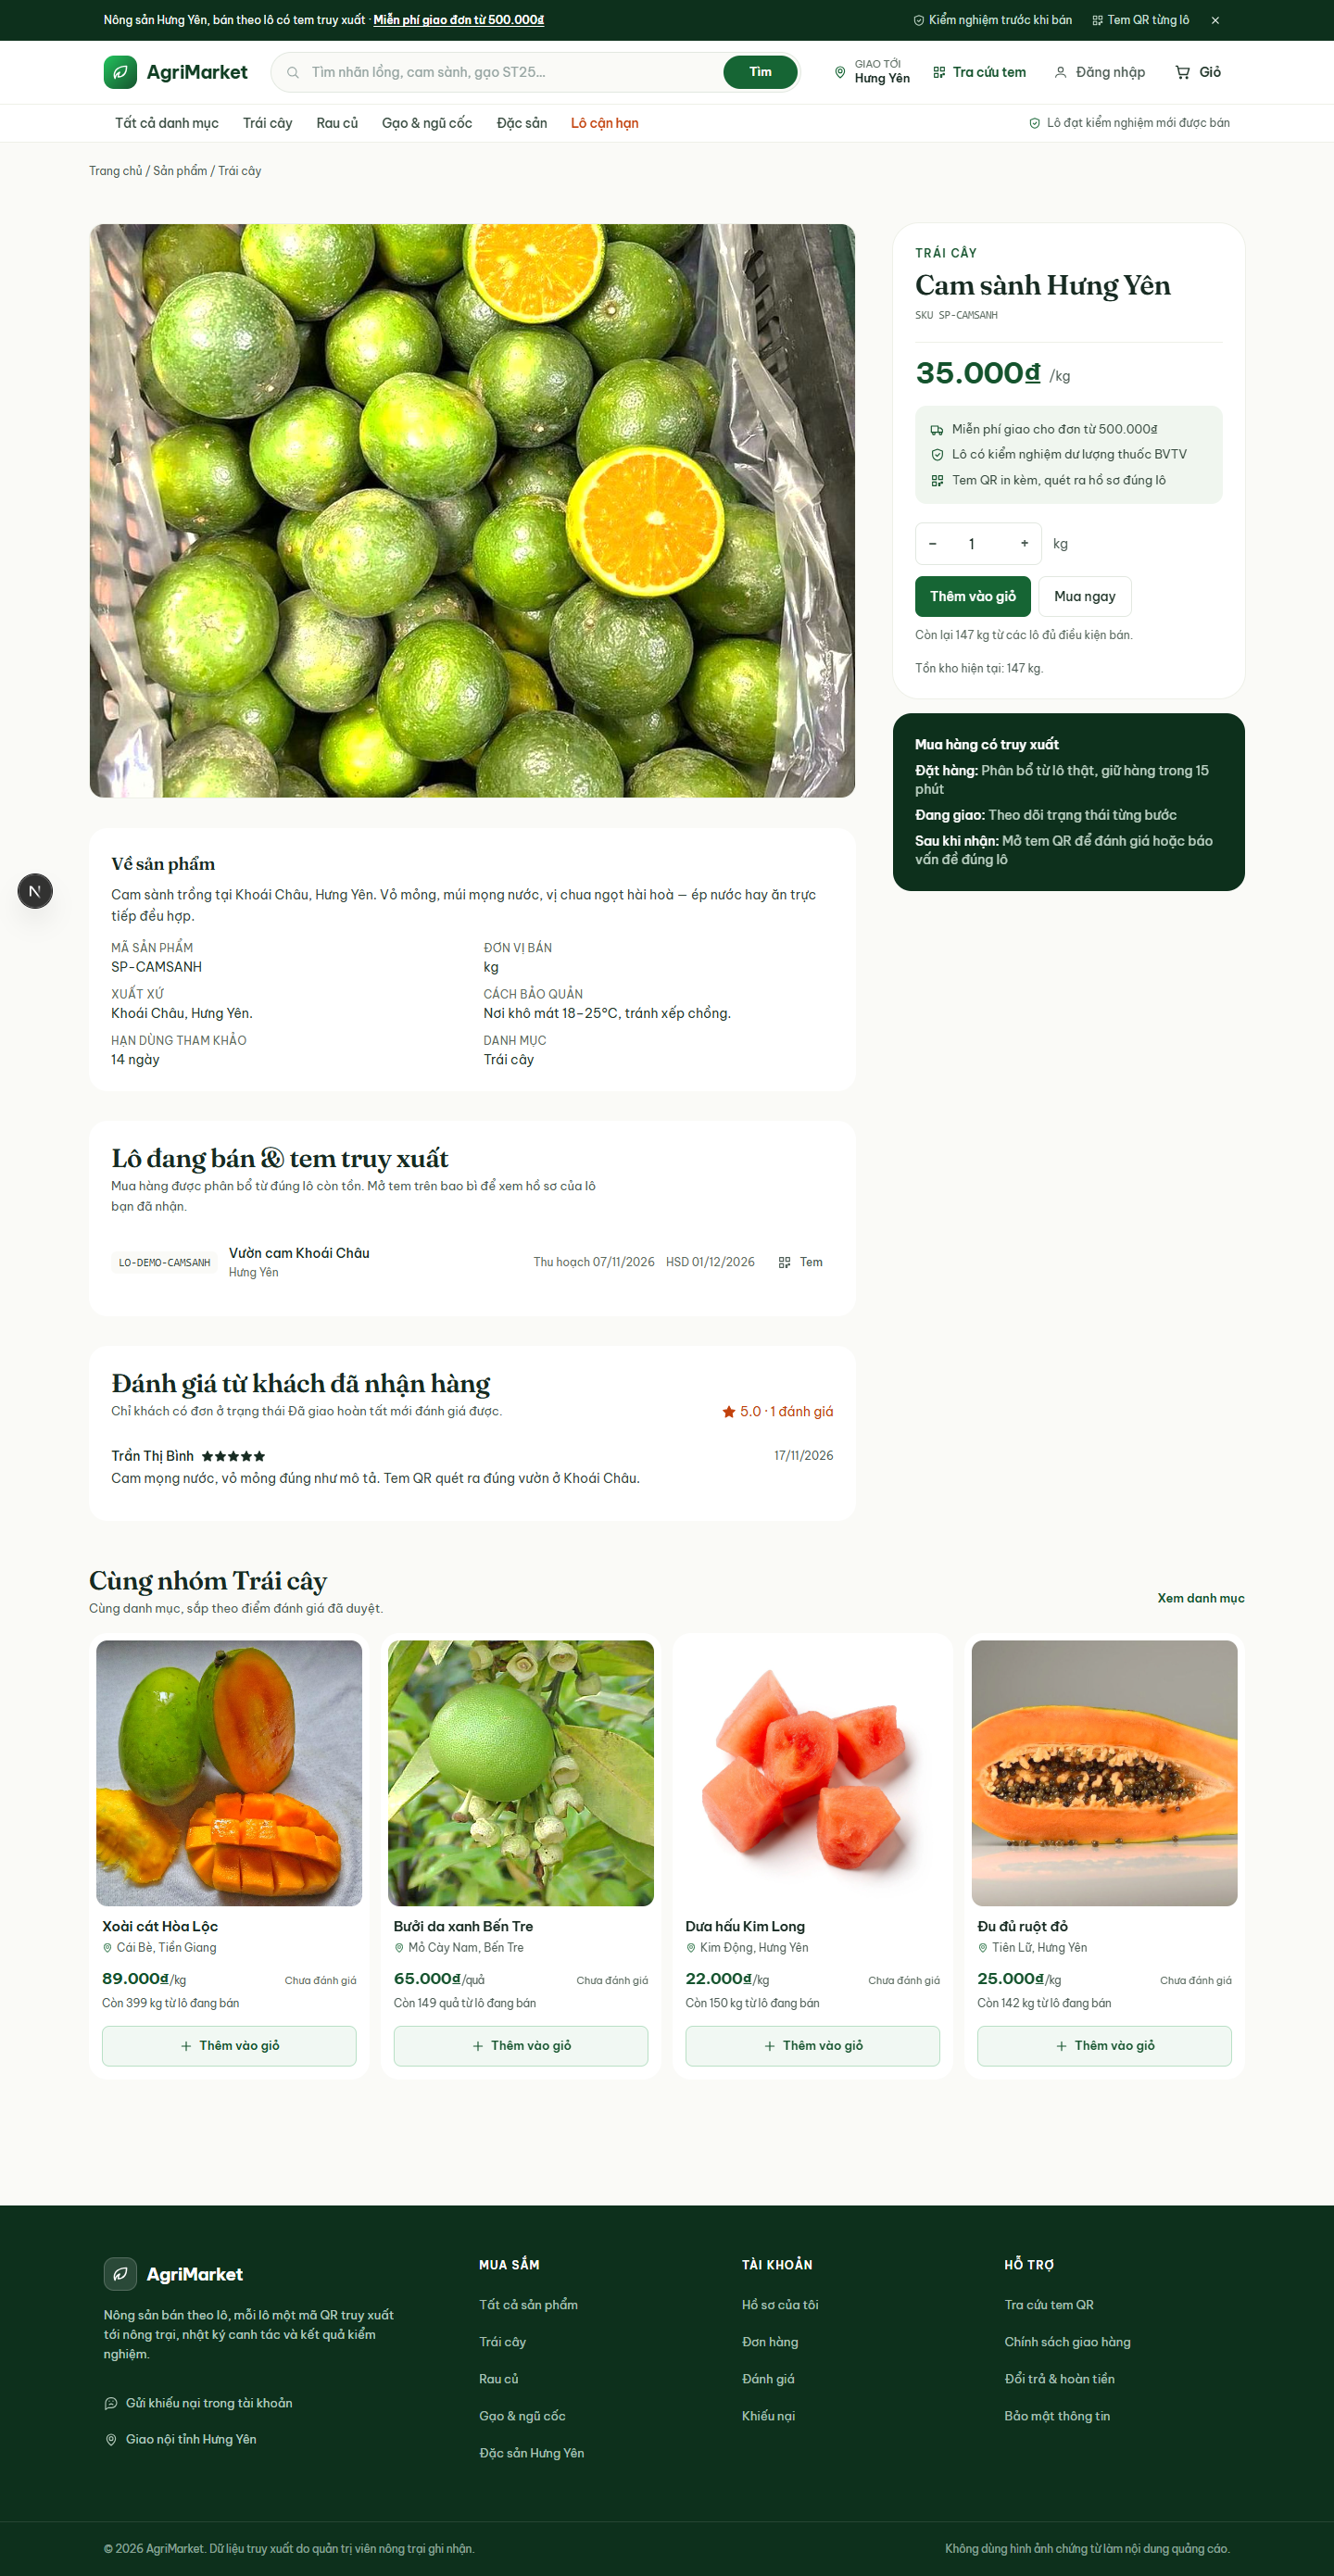 Nông sản Hưng Yên, bán theo lô có tem truy xuất · Miễn phí giao đơn từ 500.000₫
Kiểm nghiệm trước khi bán
Tem QR từng lô
AgriMarket
Tìm nhãn lồng, cam sành, gạo ST25...
Tìm
GIAO TỚI
Hưng Yên
Tra cứu tem
Đăng nhập
Giỏ
Tất cả danh mục
Trái cây
Rau củ
Gạo & ngũ cốc
Đặc sản
Lô cận hạn
Lô đạt kiểm nghiệm mới được bán
Trang chủ / Sản phẩm / Trái cây
TRÁI CÂY
Cam sành Hưng Yên
SKU SP-CAMSANH
35.000₫ /kg
Miễn phí giao cho đơn từ 500.000₫
Lô có kiểm nghiệm dư lượng thuốc BVTV
Tem QR in kèm, quét ra hồ sơ đúng lô
− 1 + kg
Thêm vào giỏ
Mua ngay
Còn lại 147 kg từ các lô đủ điều kiện bán.
Tồn kho hiện tại: 147 kg.
Mua hàng có truy xuất
Đặt hàng: Phân bổ từ lô thật, giữ hàng trong 15
phút
Đang giao: Theo dõi trạng thái từng bước
Sau khi nhận: Mở tem QR để đánh giá hoặc báo
vấn đề đúng lô
Về sản phẩm
Cam sành trồng tại Khoái Châu, Hưng Yên. Vỏ mỏng, múi mọng nước, vị chua ngọt hài hoà — ép nước hay ăn trực
tiếp đều hợp.
MÃ SẢN PHẨM
SP-CAMSANH
ĐƠN VỊ BÁN
kg
XUẤT XỨ
Khoái Châu, Hưng Yên.
CÁCH BẢO QUẢN
Nơi khô mát 18–25°C, tránh xếp chồng.
HẠN DÙNG THAM KHẢO
14 ngày
DANH MỤC
Trái cây
Lô đang bán & tem truy xuất
Mua hàng được phân bổ từ đúng lô còn tồn. Mở tem trên bao bì để xem hồ sơ của lô
bạn đã nhận.
LO-DEMO-CAMSANH
Vườn cam Khoái Châu
Hưng Yên
Thu hoạch 07/11/2026
HSD 01/12/2026
Tem
Đánh giá từ khách đã nhận hàng
Chỉ khách có đơn ở trạng thái Đã giao hoàn tất mới đánh giá được.
★ 5.0 · 1 đánh giá
Trần Thị Bình ★★★★★
17/11/2026
Cam mọng nước, vỏ mỏng đúng như mô tả. Tem QR quét ra đúng vườn ở Khoái Châu.
Cùng nhóm Trái cây
Cùng danh mục, sắp theo điểm đánh giá đã duyệt.
Xem danh mục
Xoài cát Hòa Lộc
Cái Bè, Tiền Giang
89.000₫/kg
Chưa đánh giá
Còn 399 kg từ lô đang bán
+ Thêm vào giỏ
Bưởi da xanh Bến Tre
Mỏ Cày Nam, Bến Tre
65.000₫/quả
Chưa đánh giá
Còn 149 quả từ lô đang bán
+ Thêm vào giỏ
Dưa hấu Kim Long
Kim Động, Hưng Yên
22.000₫/kg
Chưa đánh giá
Còn 150 kg từ lô đang bán
+ Thêm vào giỏ
Đu đủ ruột đỏ
Tiên Lữ, Hưng Yên
25.000₫/kg
Chưa đánh giá
Còn 142 kg từ lô đang bán
+ Thêm vào giỏ
AgriMarket
Nông sản bán theo lô, mỗi lô một mã QR truy xuất
tới nông trại, nhật ký canh tác và kết quả kiểm
nghiệm.
Gửi khiếu nại trong tài khoản
Giao nội tỉnh Hưng Yên
MUA SẮM
Tất cả sản phẩm
Trái cây
Rau củ
Gạo & ngũ cốc
Đặc sản Hưng Yên
TÀI KHOẢN
Hồ sơ của tôi
Đơn hàng
Đánh giá
Khiếu nại
HỖ TRỢ
Tra cứu tem QR
Chính sách giao hàng
Đổi trả & hoàn tiền
Bảo mật thông tin
© 2026 AgriMarket. Dữ liệu truy xuất do quản trị viên nông trại ghi nhận.
Không dùng hình ảnh chứng từ làm nội dung quảng cáo.